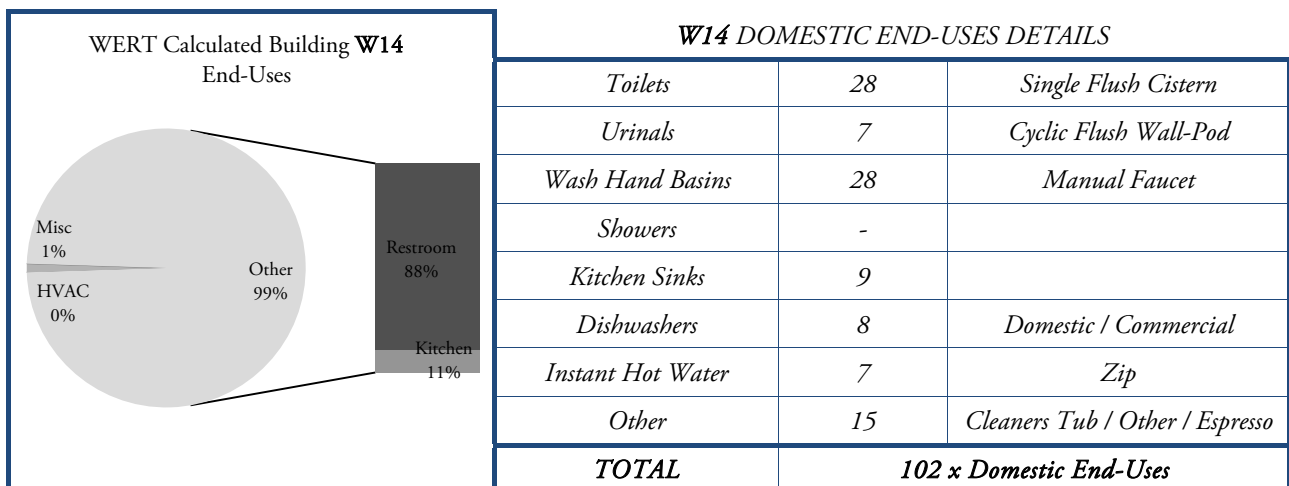 WERT Calculated Building W14
End-Uses
Misc
1%
HVAC
0%
Other
99%
Restroom
88%
Kitchen
11%
W14 DOMESTIC END-USES DETAILS
Toilets 28 Single Flush Cistern
Urinals 7 Cyclic Flush Wall-Pod
Wash Hand Basins 28 Manual Faucet
Showers -
Kitchen Sinks 9
Dishwashers 8 Domestic / Commercial
Instant Hot Water 7 Zip
Other 15 Cleaners Tub / Other / Espresso
TOTAL 102 x Domestic End-Uses